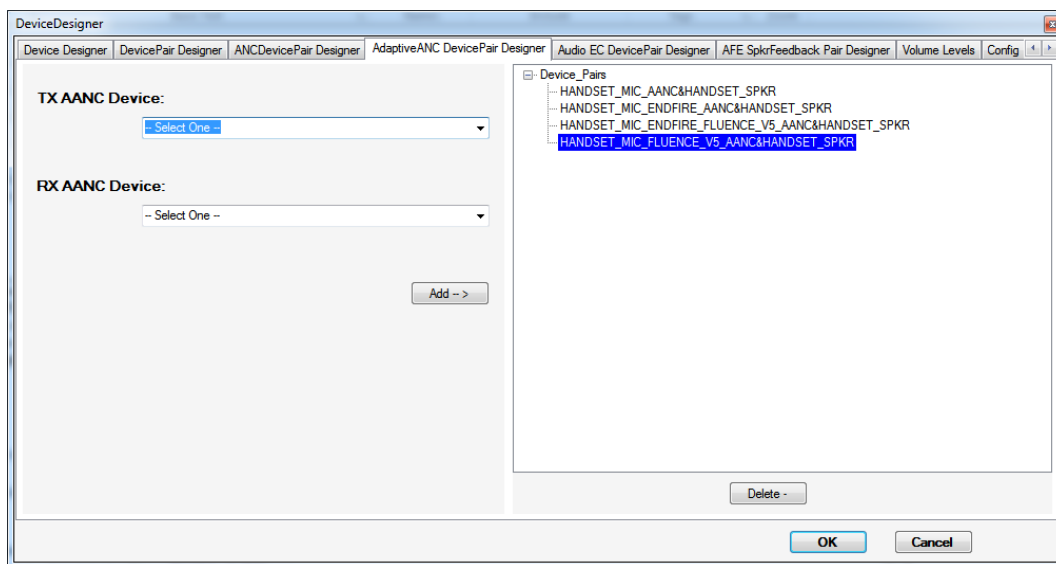 DeviceDesigner
Device Designer DevicePair Designer ANCDevicePair Designer AdaptiveANC DevicePair Designer Audio EC DevicePair Designer AFE SpkrFeedback Pair Designer Volume Levels Config
TX AANC Device:
-- Select One --
RX AANC Device:
-- Select One --
Add -- >
Device_Pairs
HANDSET_MIC_AANC&HANDSET_SPKR
HANDSET_MIC_ENDFIRE_AANC&HANDSET_SPKR
HANDSET_MIC_ENDFIRE_FLUENCE_V5_AANC&HANDSET_SPKR
HANDSET_MIC_FLUENCE_V5_AANC&HANDSET_SPKR
Delete -
OK Cancel